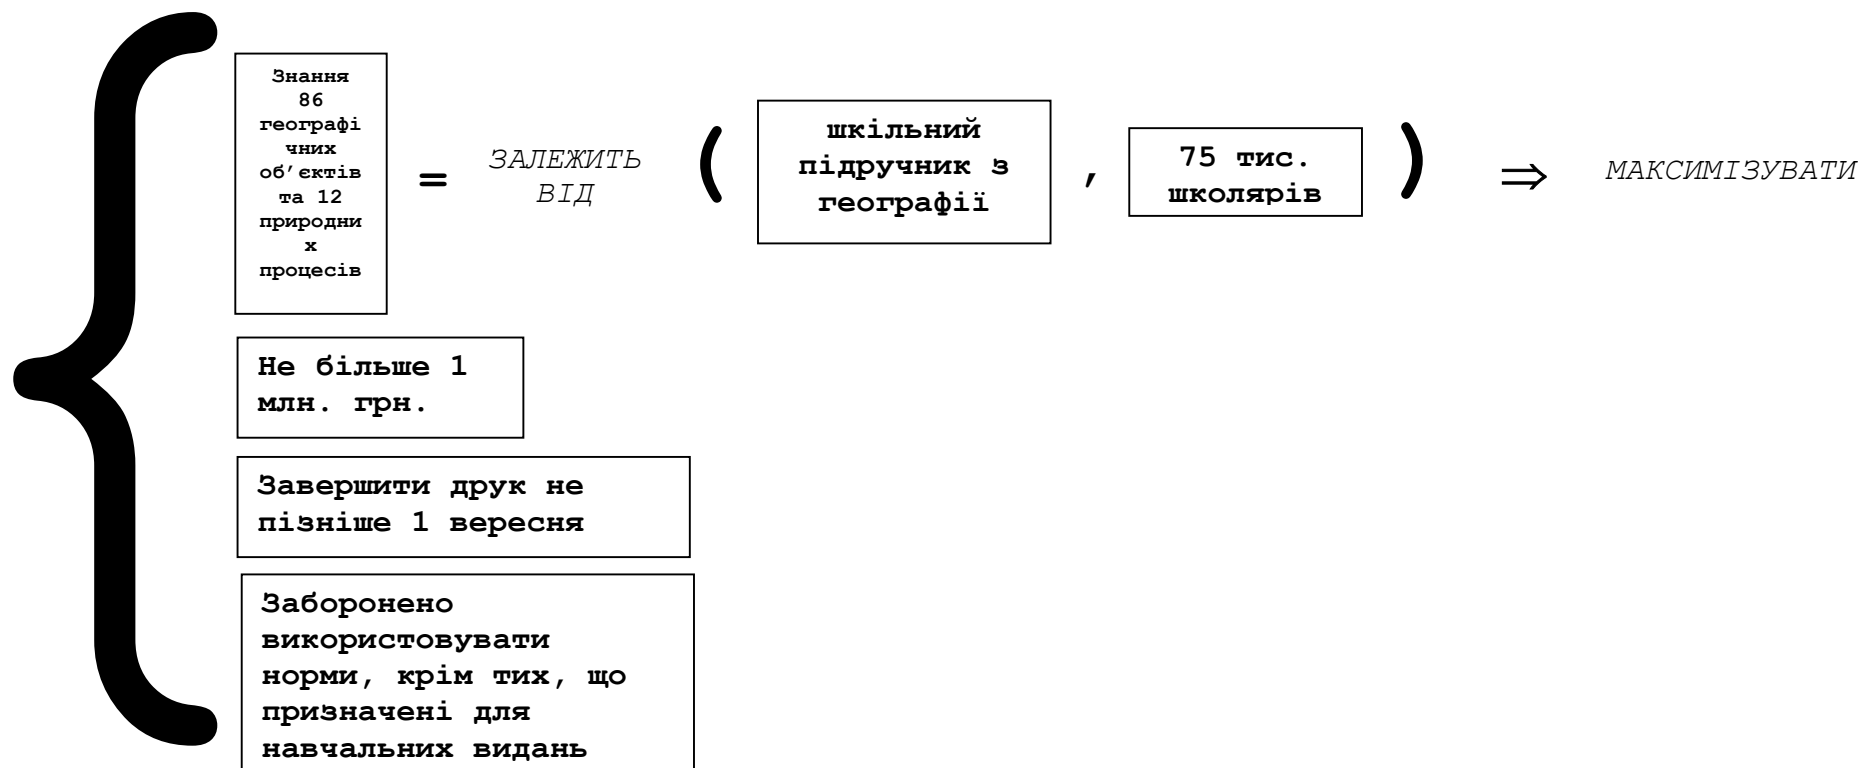 Знання
86
географі
чних
об’єктів
та 12
природни
х
процесів
=
ЗАЛЕЖИТЬ
ВІД
(
шкільний
підручник з
географії
,
75 тис.
школярів
)
⇒
МАКСИМІЗУВАТИ
Не більше 1
млн. грн.
Завершити друк не
пізніше 1 вересня
Заборонено
використовувати
норми, крім тих, що
призначені для
навчальних видань